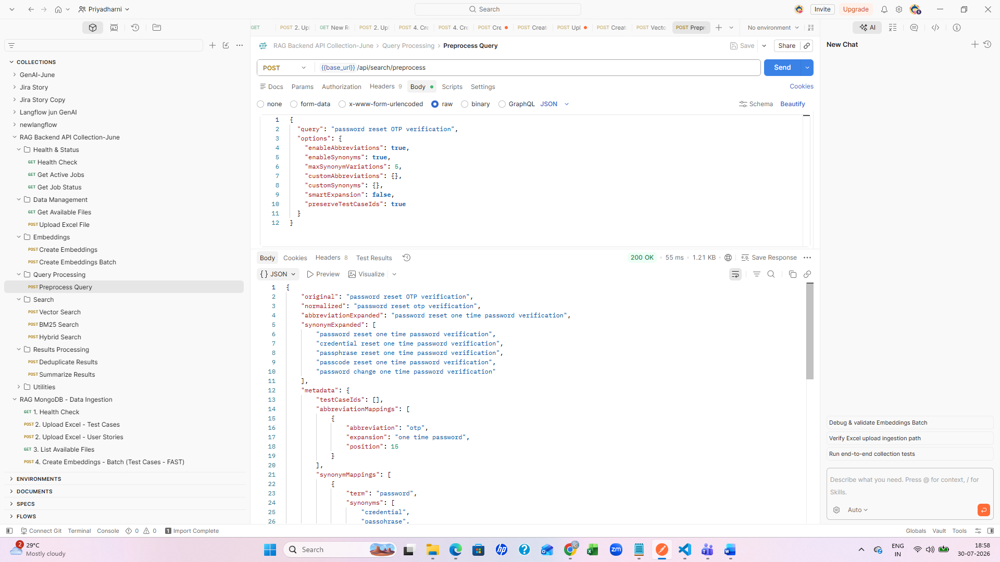 Priyadharni
Search
Invite
Upgrade
GET
POST 2. Upl
GET New Re
POST 2. Upl
POST 4. Cre
POST 4. Cre
POST Cre
POST Creat
POST Upl
POST Creat
POST Vecto
POST Prepr
No environment
AI
RAG Backend API Collection-June > Query Processing > Preprocess Query
Save
Share
New Chat
COLLECTIONS
GenAI-June
Jira Story
Jira Story Copy
Langflow jun GenAI
newlangflow
RAG Backend API Collection-June
Health & Status
GET Health Check
GET Get Active Jobs
GET Get Job Status
Data Management
GET Get Available Files
POST Upload Excel File
Embeddings
POST Create Embeddings
POST Create Embeddings Batch
Query Processing
POST Preprocess Query
Search
POST Vector Search
POST BM25 Search
POST Hybrid Search
Results Processing
POST Deduplicate Results
POST Summarize Results
Utilities
RAG MongoDB - Data Ingestion
GET 1. Health Check
POST 2. Upload Excel - Test Cases
POST 2. Upload Excel - User Stories
GET 3. List Available Files
POST 4. Create Embeddings - Batch (Test Cases - FAST)
ENVIRONMENTS
DOCUMENTS
SPECS
FLOWS
POST {{base_url}} /api/search/preprocess
Send
Docs Params Authorization Headers 9 Body Scripts Settings
Cookies
none form-data x-www-form-urlencoded raw binary GraphQL JSON
Schema Beautify
1 {
2 "query": "password reset OTP verification",
3 "options": {
4 "enableAbbreviations": true,
5 "enableSynonyms": true,
6 "maxSynonymVariations": 5,
7 "customAbbreviations": {},
8 "customSynonyms": {},
9 "smartExpansion": false,
10 "preserveTestCaseIds": true
11 }
12 }
Body Cookies Headers 8 Test Results
200 OK • 55 ms • 1.21 KB •
e.g. Save Response
{} JSON Preview Visualize
1 {
2 "original": "password reset OTP verification",
3 "normalized": "password reset otp verification",
4 "abbreviationExpanded": "password reset one time password verification",
5 "synonymExpanded": [
6 "password reset one time password verification",
7 "credential reset one time password verification",
8 "passphrase reset one time password verification",
9 "passcode reset one time password verification",
10 "password change one time password verification"
11 ],
12 "metadata": {
13 "testCaseIds": [],
14 "abbreviationMappings": [
15 {
16 "abbreviation": "otp",
17 "expansion": "one time password",
18 "position": 15
19 }
20 ],
21 "synonymMappings": [
22 {
23 "term": "password",
24 "synonyms": [
25 "credential",
26 "passphrase",
Debug & validate Embeddings Batch
Verify Excel upload ingestion path
Run end-to-end collection tests
Describe what you need. Press @ for context, / for
Skills.
Auto
Connect Git Terminal Console 0 0 1 Import Complete
Globals Vault Tools
2
29°C
Mostly cloudy
Search
ENG
IN
18:58
30-07-2026